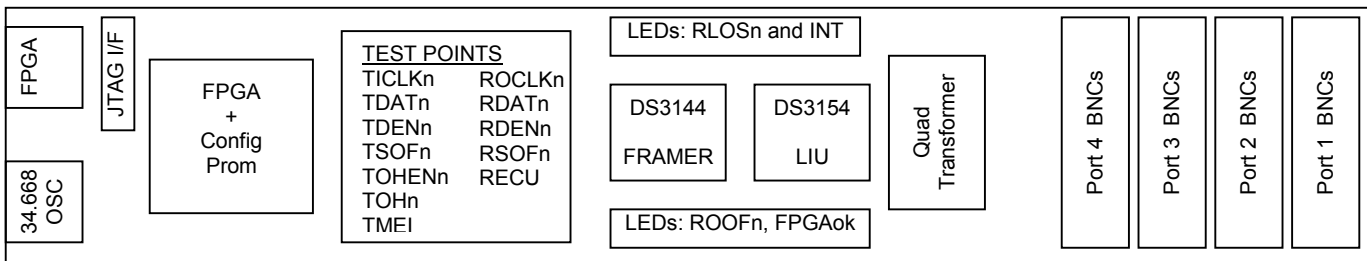 FPGA
34.668
OSC
JTAG I/F
FPGA
+
Config
Prom
TEST POINTS
TICLKn ROCLKn
TDATn RDATn
TDENn RDENn
TSOFn RSOFn
TOHENn RECU
TOHn
TMEI
LEDs: RLOSn and INT
DS3144
FRAMER
DS3154
LIU
LEDs: ROOFn, FPGAok
Quad
Transformer
Port 4 BNCs
Port 3 BNCs
Port 2 BNCs
Port 1 BNCs